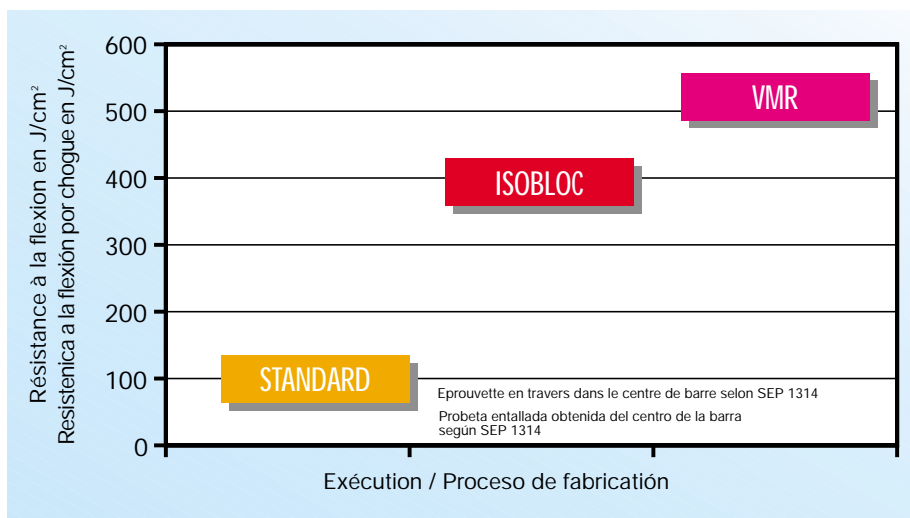 Résistance à la flexion en J/cm²
Resistenica a la flexión por chogue en J/cm²
600
500
400
300
200
100
0
VMR
ISOBLOC
STANDARD
Eprouvette en travers dans le centre de barre selon SEP 1314
Probeta entallada obtenida del centro de la barra
según SEP 1314
Exécution / Proceso de fabricatión